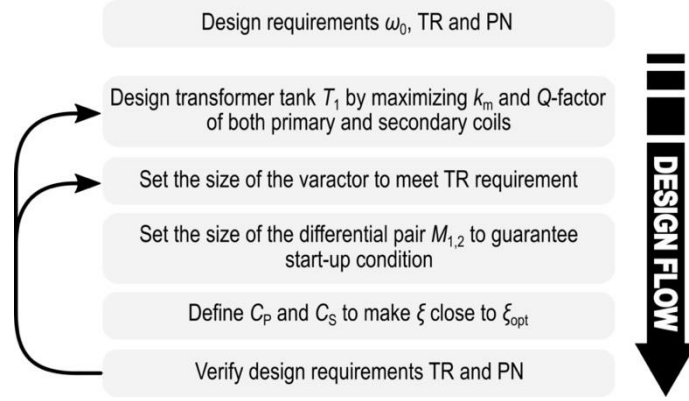 Design requirements ω₀, TR and PN
Design transformer tank T₁ by maximizing kₘ and Q-factor
of both primary and secondary coils
Set the size of the varactor to meet TR requirement
Set the size of the differential pair M₁,₂ to guarantee
start-up condition
Define C_P and C_S to make ξ close to ξ_opt
Verify design requirements TR and PN
DESIGN FLOW